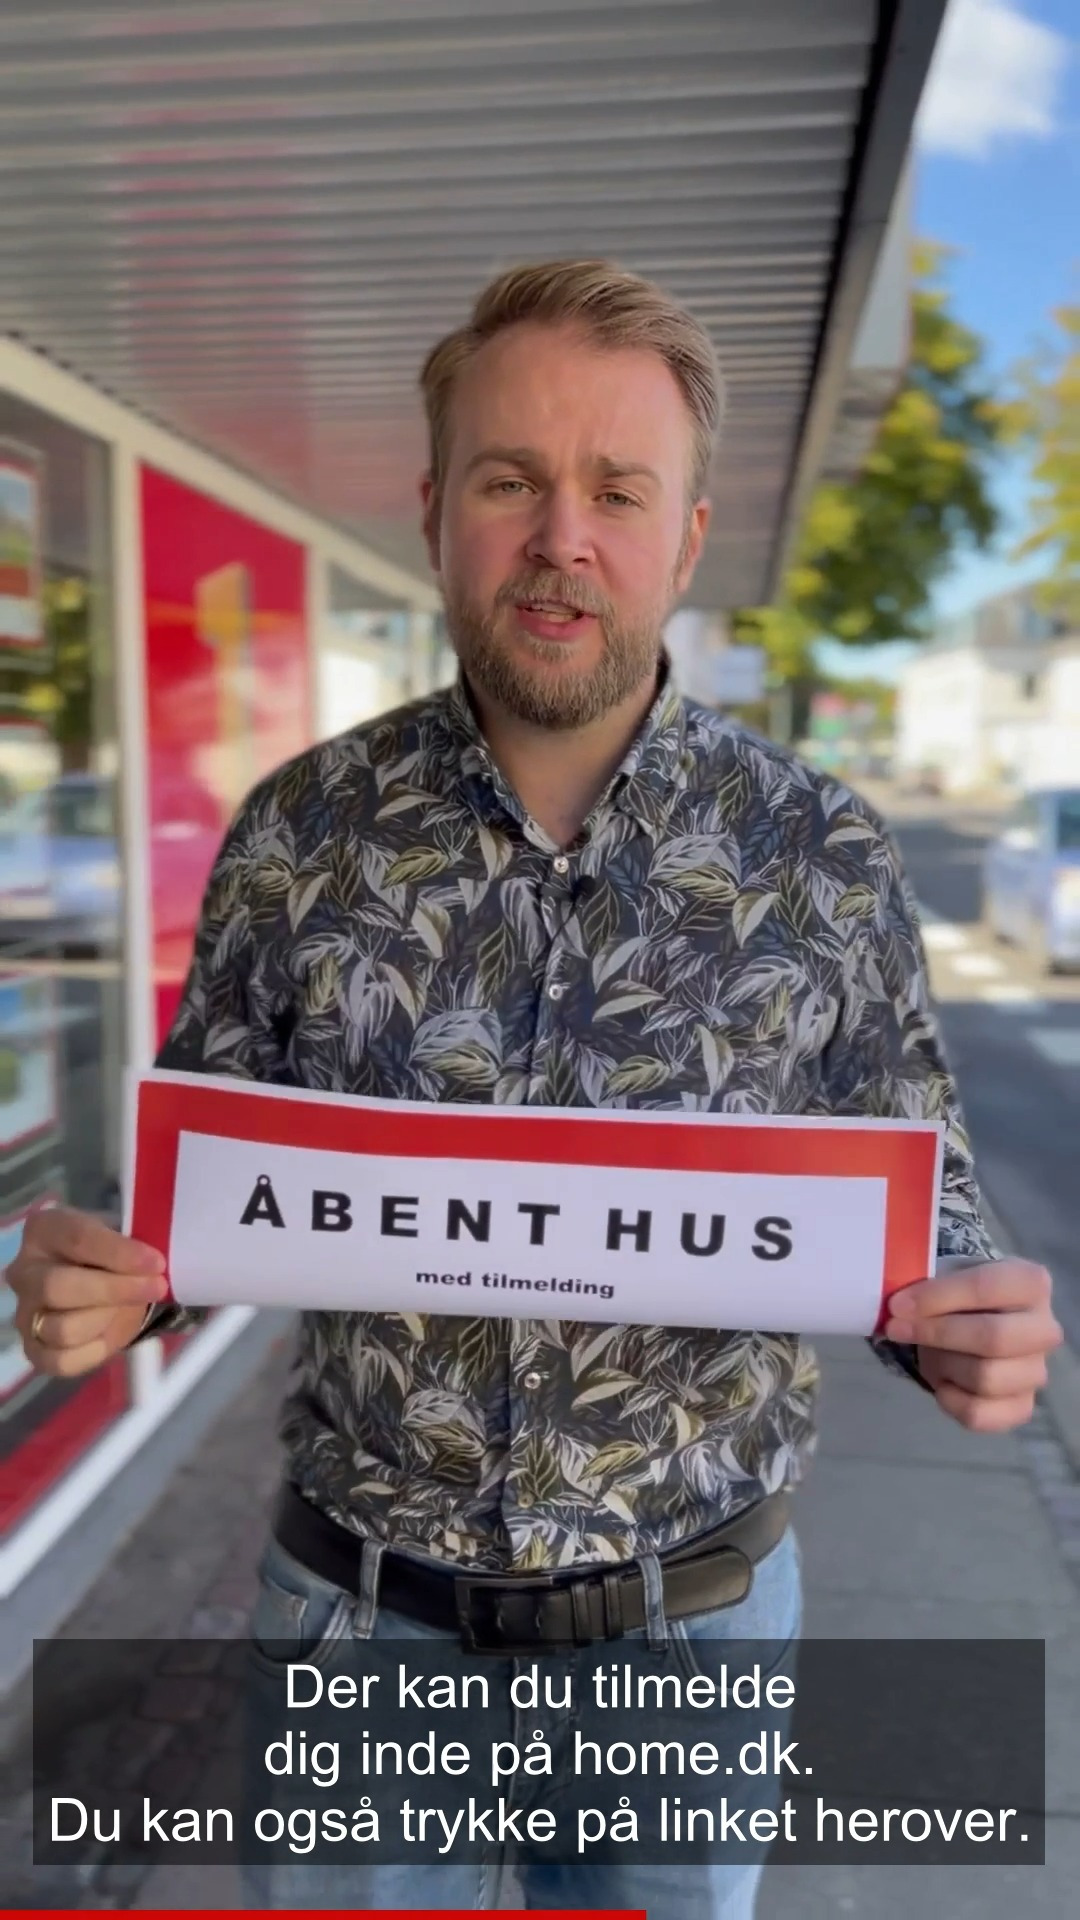 ÅBENT HUS
med tilmelding
Der kan du tilmelde
dig inde på home.dk.
Du kan også trykke på linket herover.